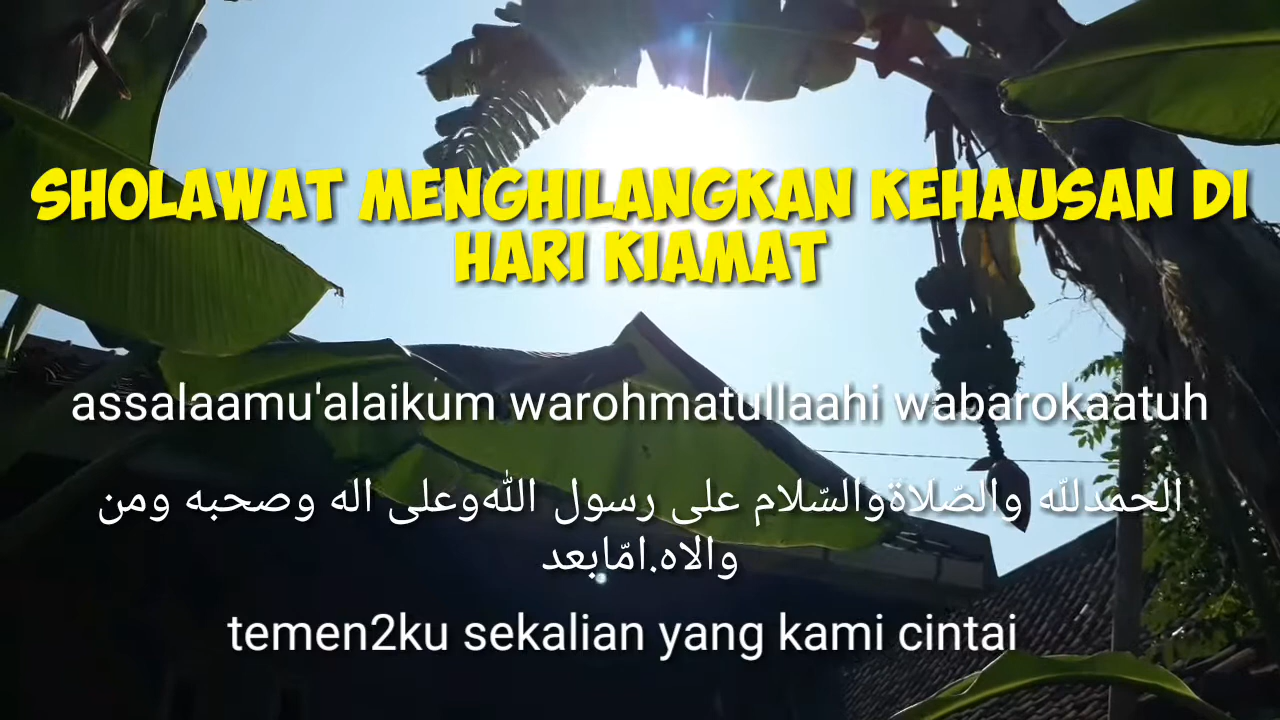 SHOLAWAT MENGHILANGKAN KEHAUSAN DI
HARI KIAMAT
assalaamu'alaikum warohmatullaahi wabarokaatuh
الحمدللّه والصّلاةوالسّلام على رسول اللهوعلى اله وصحبه ومن
والاه.امّابعد
temen2ku sekalian yang kami cintai